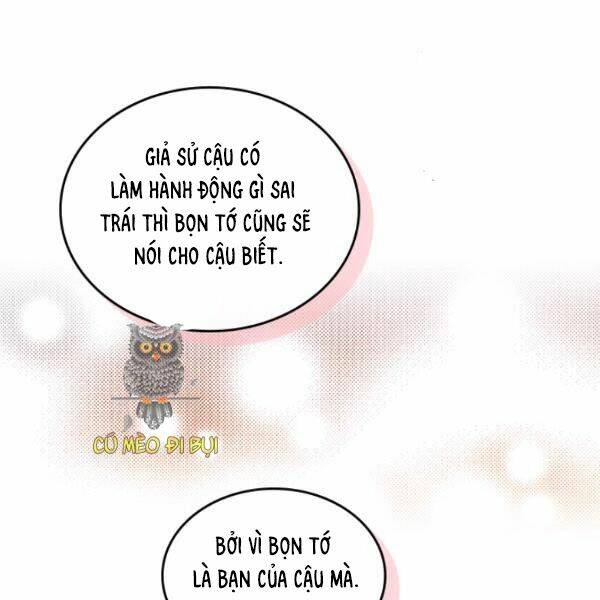 GIẢ SỬ CẬU CÓ
LÀM HÀNH ĐỘNG GÌ SAI
TRÁI THÌ BỌN TỚ CŨNG SẼ
NÓI CHO CẬU BIẾT.
CÚ MÈO ĐI BỤI
BỞI VÌ BỌN TỚ
LÀ BẠN CỦA CẬU MÀ.